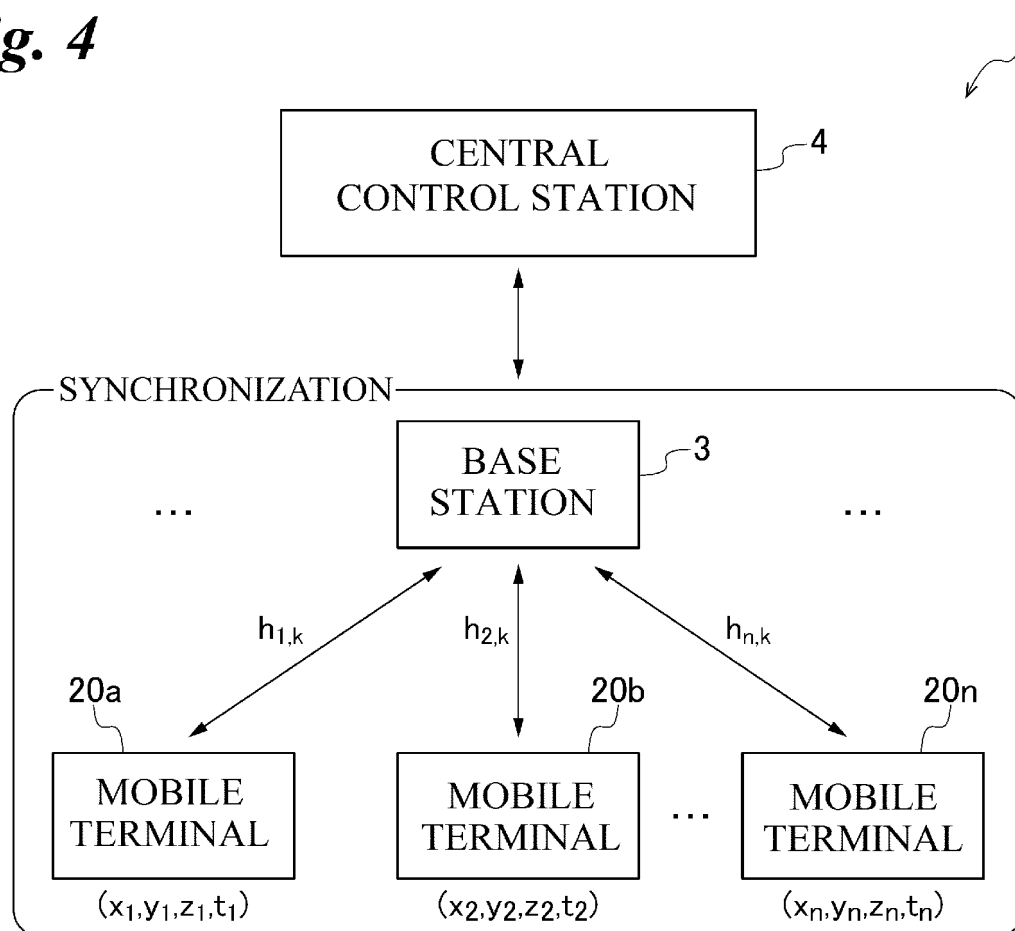 g. 4
CENTRAL
CONTROL STATION
4
SYNCHRONIZATION
BASE
STATION
3
...
...
h1,k
h2,k
hn,k
20a
20b
20n
MOBILE
TERMINAL
MOBILE
TERMINAL
...
MOBILE
TERMINAL
(x1,y1,z1,t1)
(x2,y2,z2,t2)
(xn,yn,zn,tn)